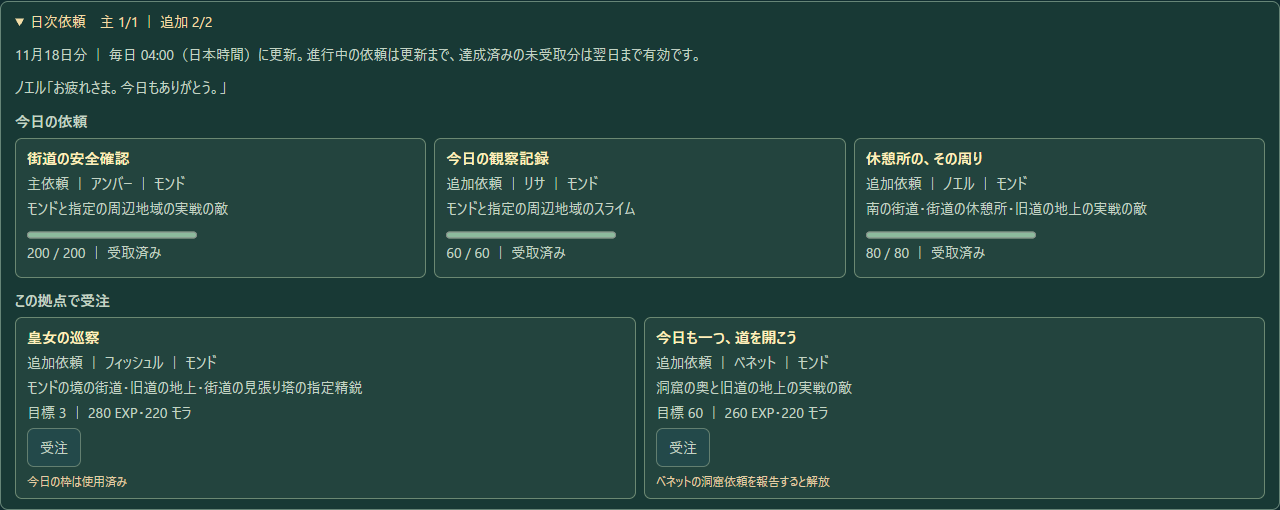 ▼ 日次依頼　主 1/1 ｜ 追加 2/2
11月18日分 ｜ 毎日 04:00（日本時間）に更新。進行中の依頼は更新まで、達成済みの未受取分は翌日まで有効です。
ノエル「お疲れさま。今日もありがとう。」
今日の依頼
街道の安全確認
主依頼 ｜ アンバー ｜ モンド
モンドと指定の周辺地域の実戦の敵
200 / 200 ｜ 受取済み
今日の観察記録
追加依頼 ｜ リサ ｜ モンド
モンドと指定の周辺地域のスライム
60 / 60 ｜ 受取済み
休憩所の、その周り
追加依頼 ｜ ノエル ｜ モンド
南の街道・街道の休憩所・旧道の地上の実戦の敵
80 / 80 ｜ 受取済み
この拠点で受注
皇女の巡察
追加依頼 ｜ フィッシュル ｜ モンド
モンドの境の街道・旧道の地上・街道の見張り塔の指定精鋭
目標 3 ｜ 280 EXP・220 モラ
受注
今日の枠は使用済み
今日も一つ、道を開こう
追加依頼 ｜ ベネット ｜ モンド
洞窟の奥と旧道の地上の実戦の敵
目標 60 ｜ 260 EXP・220 モラ
受注
ベネットの洞窟依頼を報告すると解放